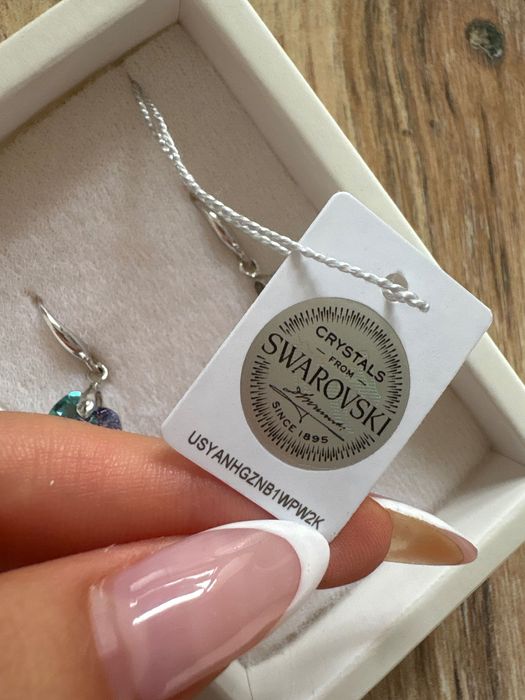 CRYSTALS
FROM
SWAROVSKI
SINCE 1895
USYANHGZNB1WPW2K